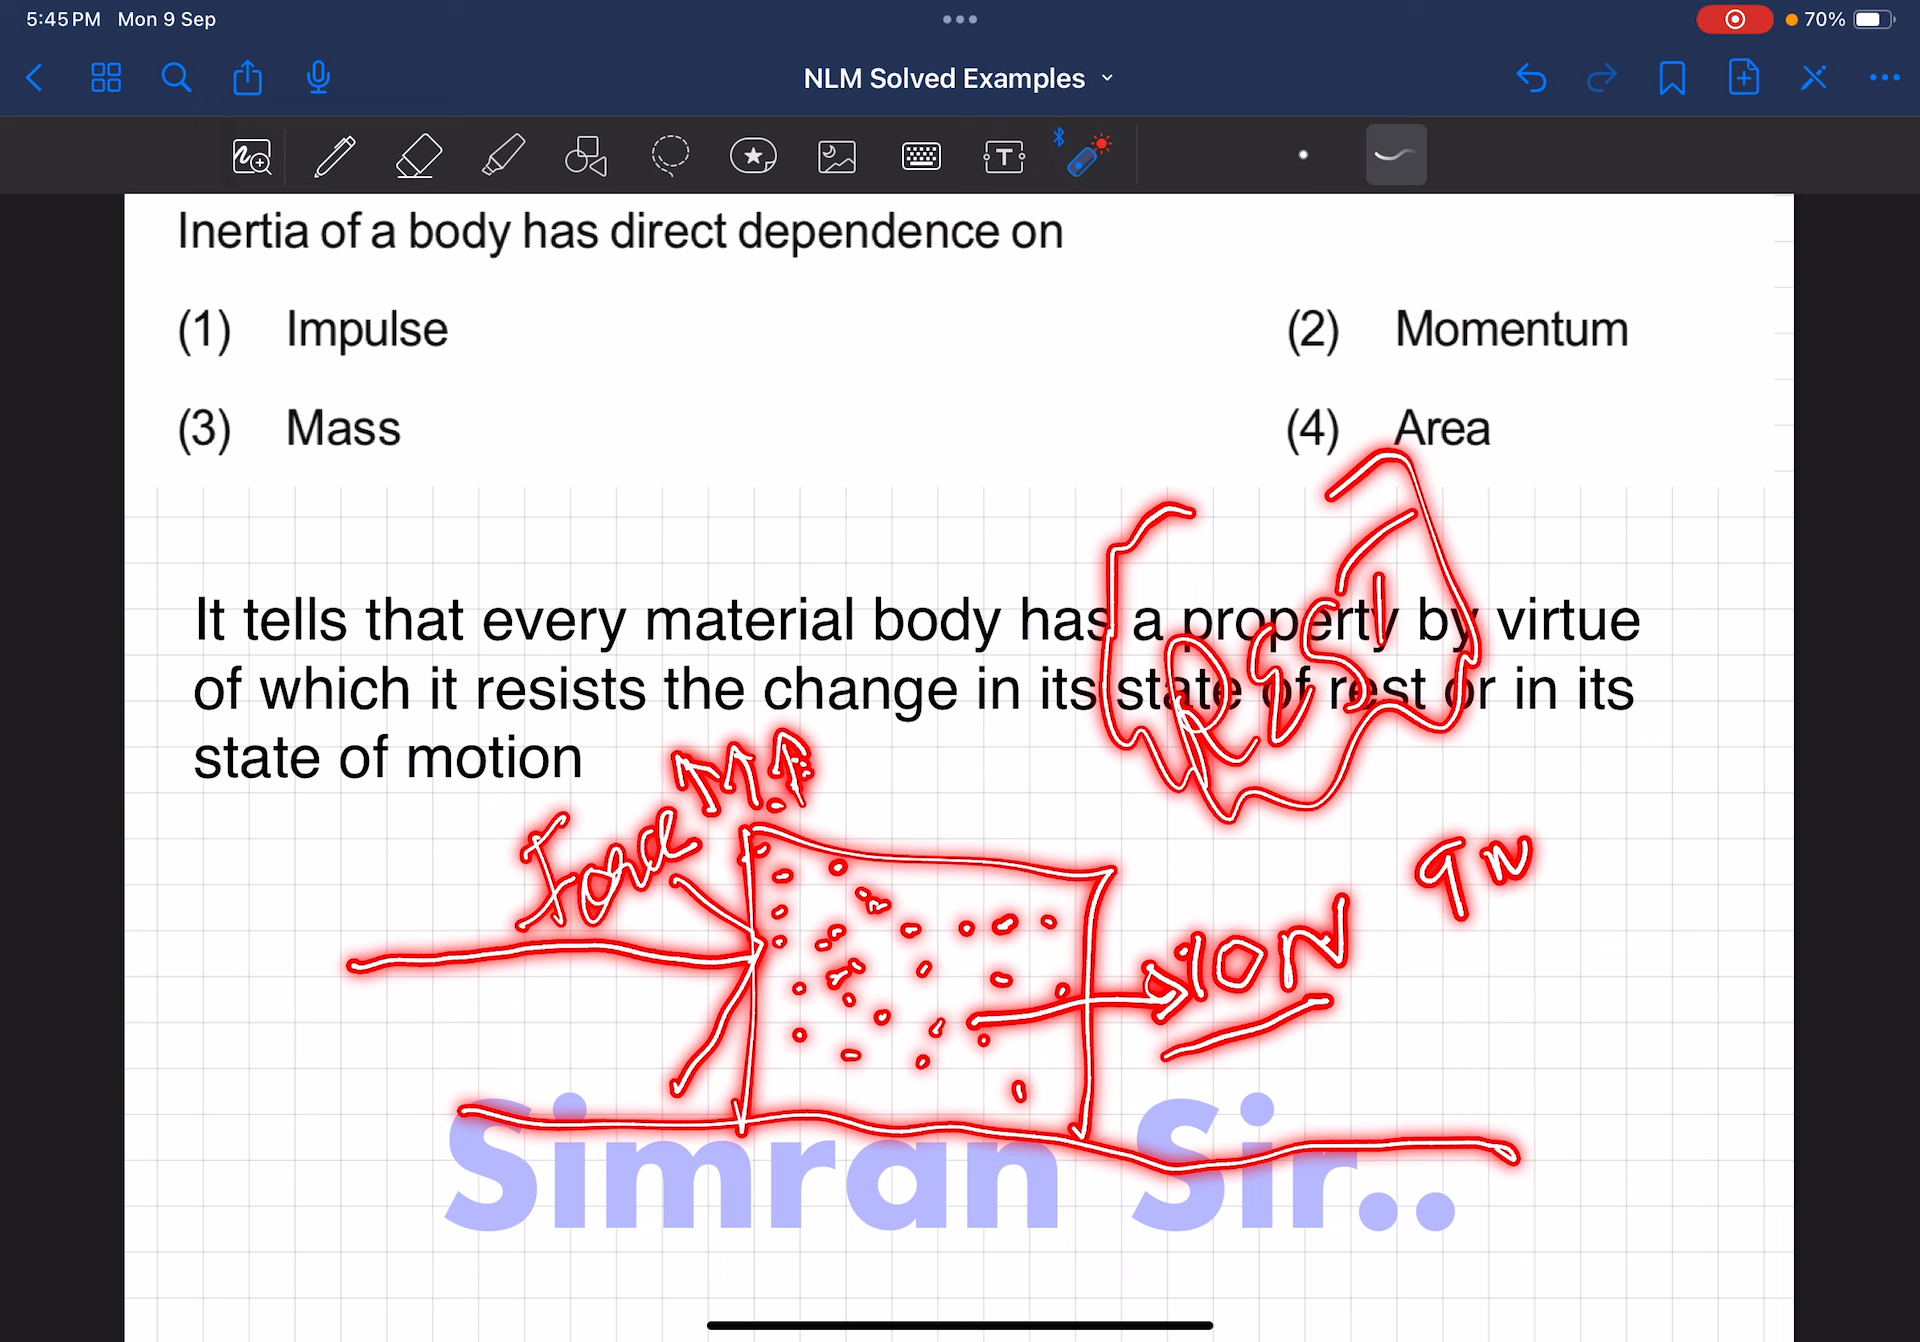 5:45 PM Mon 9 Sep
70%
NLM Solved Examples
Inertia of a body has direct dependence on
(1) Impulse
(2) Momentum
(3) Mass
(4) Area
It tells that every material body has a property by virtue
of which it resists the change in its state of rest or in its
state of motion
REST
M
Force
10N
Simran Sir..